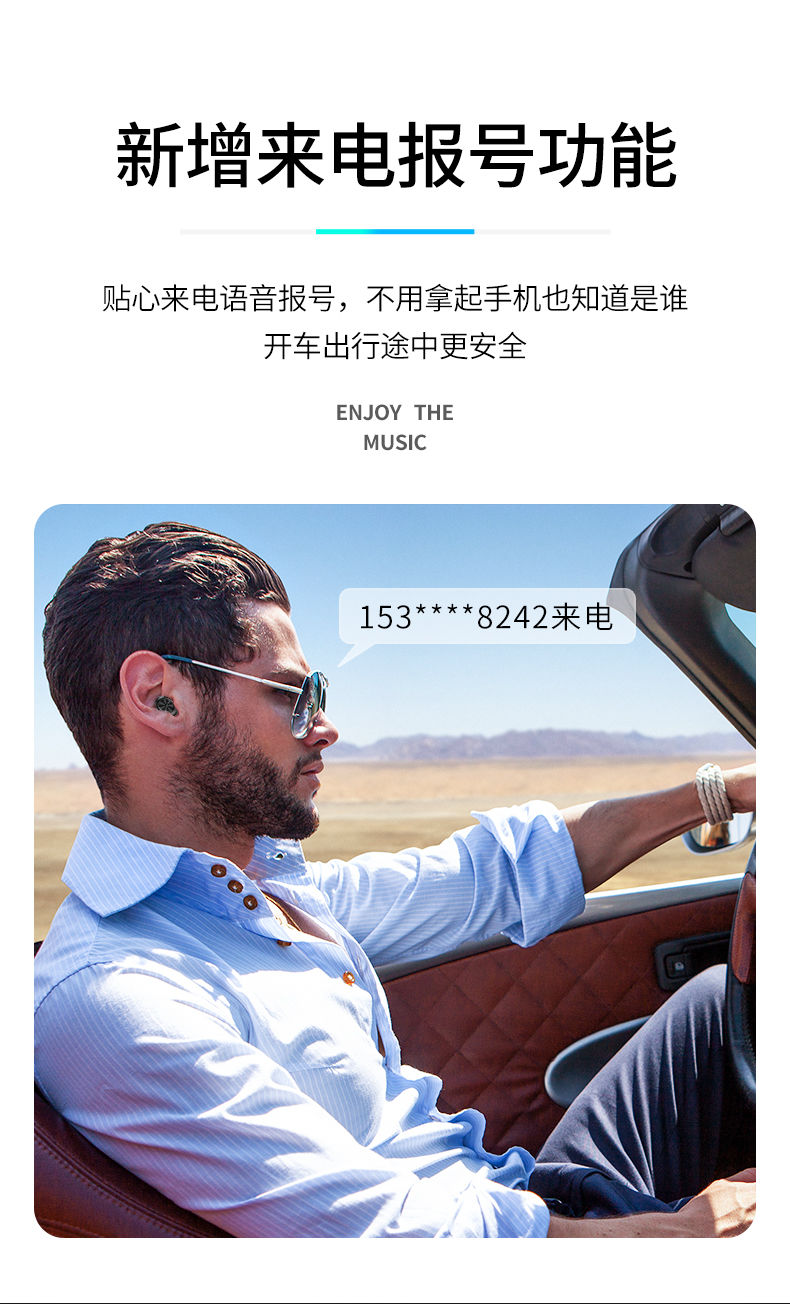 新增来电报号功能
贴心来电语音报号，不用拿起手机也知道是谁
开车出行途中更安全
ENJOY THE
MUSIC
153****8242来电